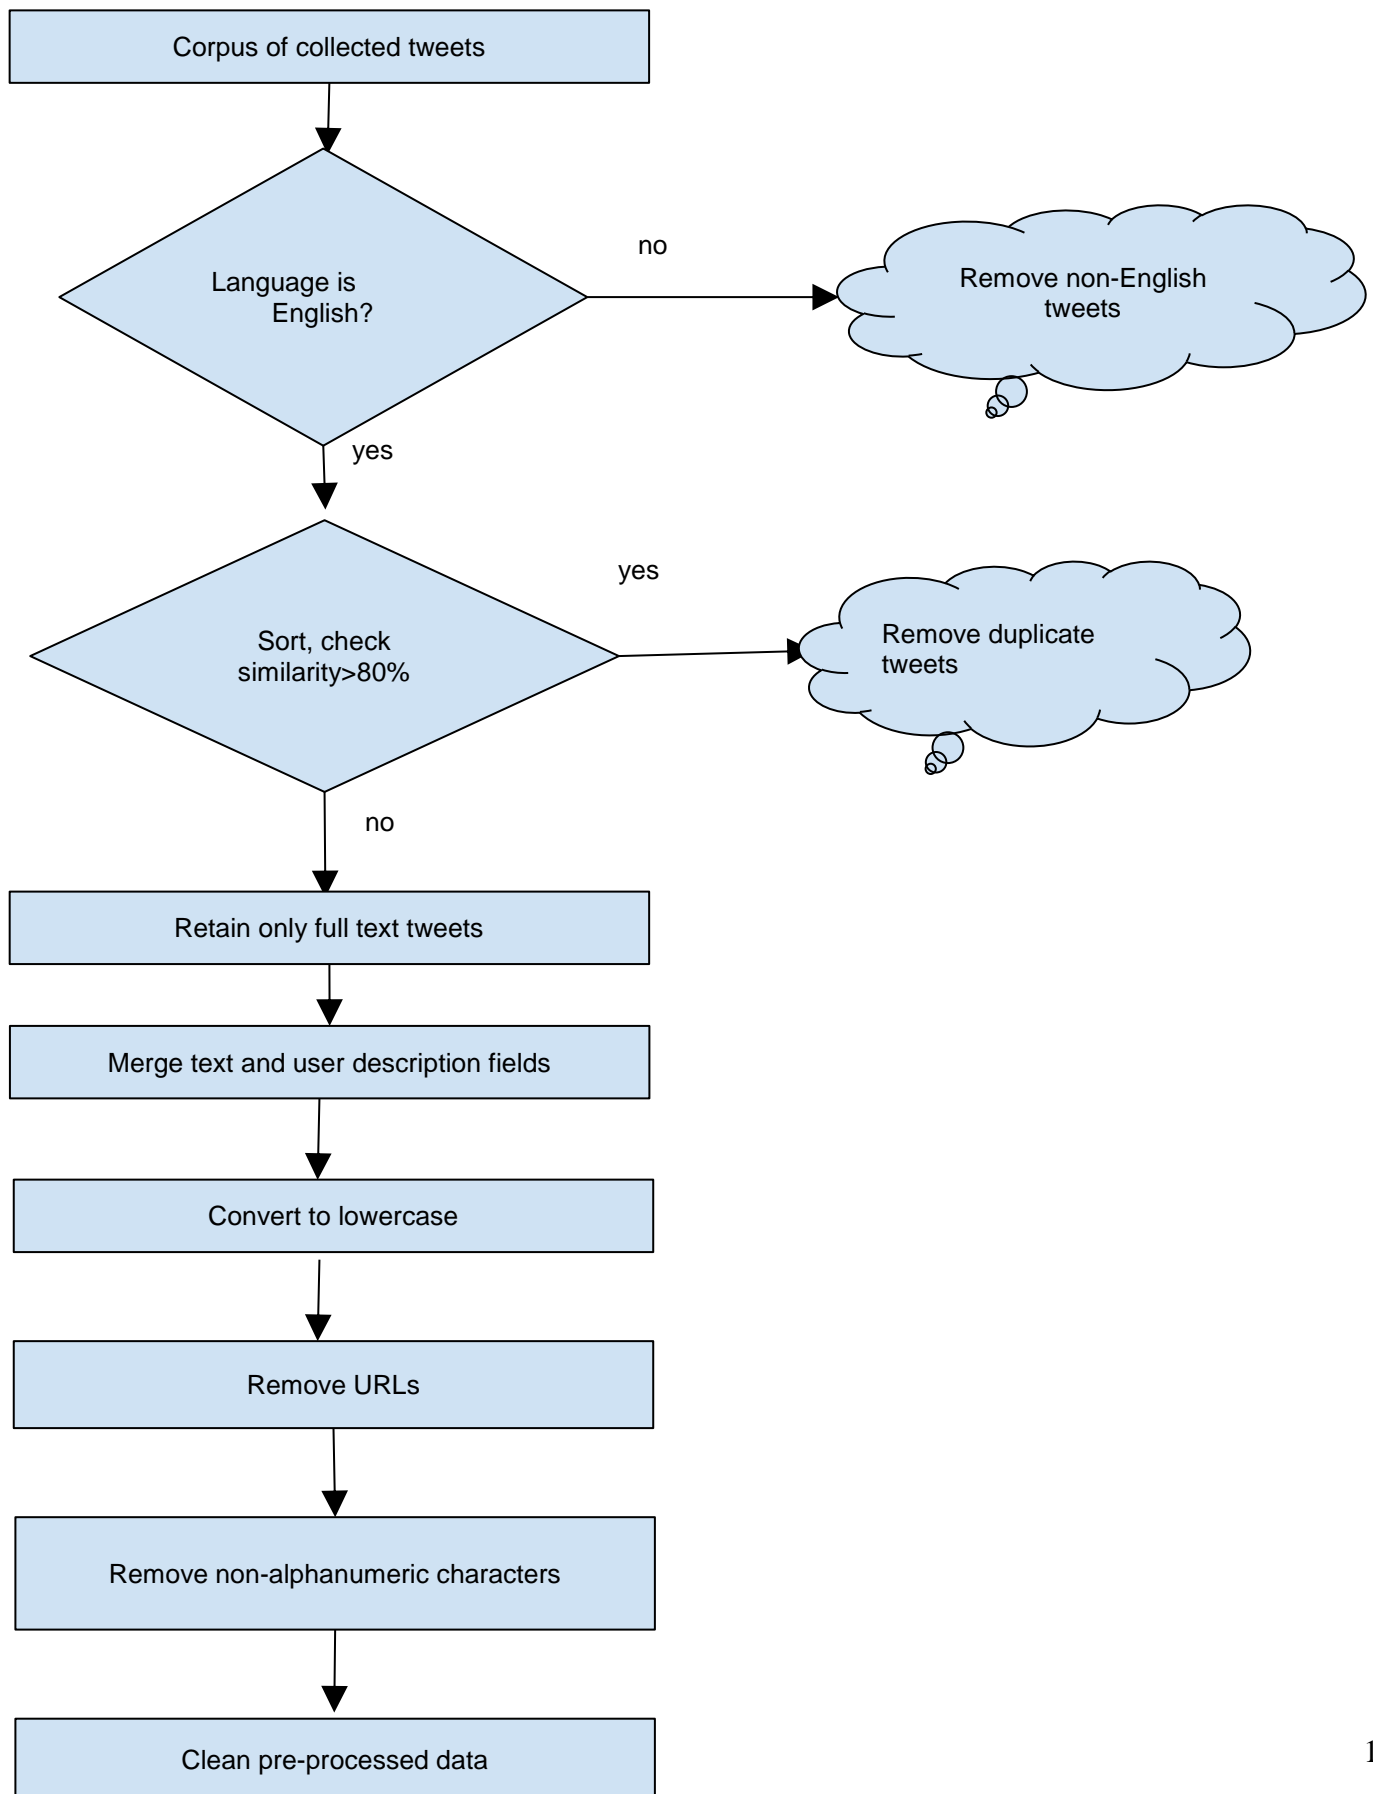 Corpus of collected tweets
no
Language is
English?
Remove non-English
tweets
yes
yes
Sort, check
similarity>80%
Remove duplicate
tweets
no
Retain only full text tweets
Merge text and user description fields
Convert to lowercase
Remove URLs
Remove non-alphanumeric characters
Clean pre-processed data
1